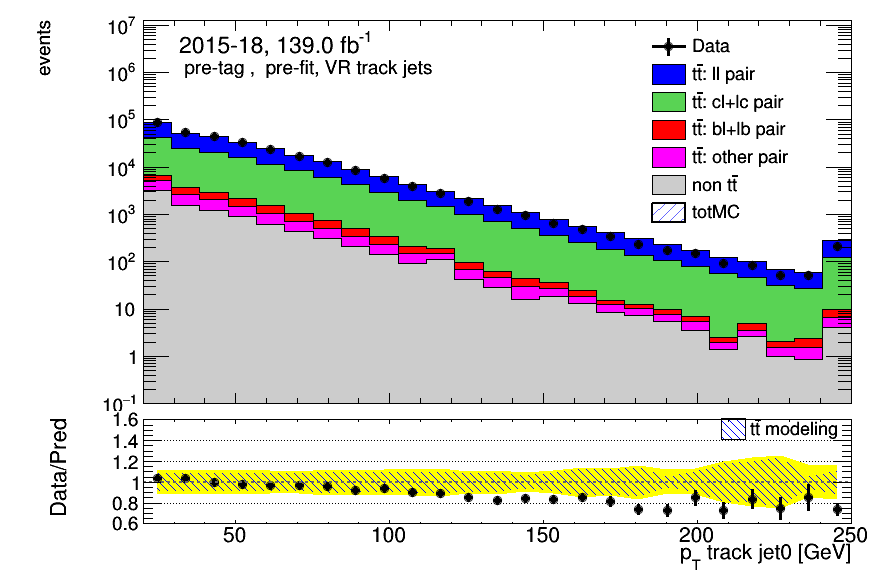 events
10⁷
10⁶
10⁵
10⁴
10³
10²
10
1
10⁻¹
2015-18, 139.0 fb⁻¹
pre-tag , pre-fit, VR track jets
Data
tt̄: ll pair
tt̄: cl+lc pair
tt̄: bl+lb pair
tt̄: other pair
non tt̄
totMC
Data/Pred
1.6
1.4
1.2
1
0.8
0.6
tt̄ modeling
50 100 150 200 250
p_T track jet0 [GeV]